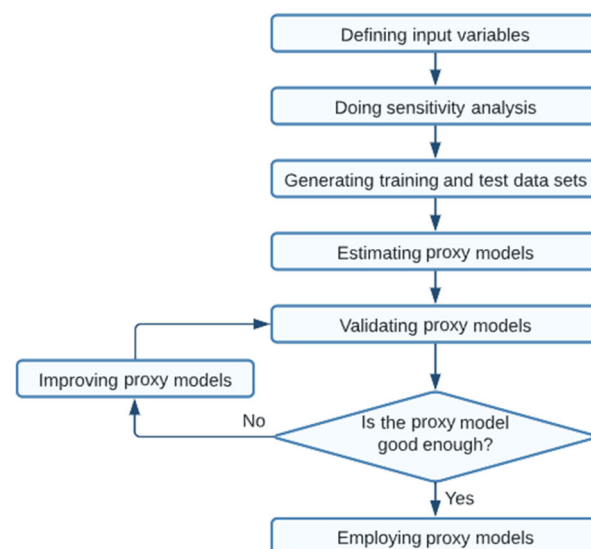 Defining input variables
Doing sensitivity analysis
Generating training and test data sets
Estimating proxy models
Validating proxy models
Improving proxy models
Is the proxy model
good enough?
No
Yes
Employing proxy models